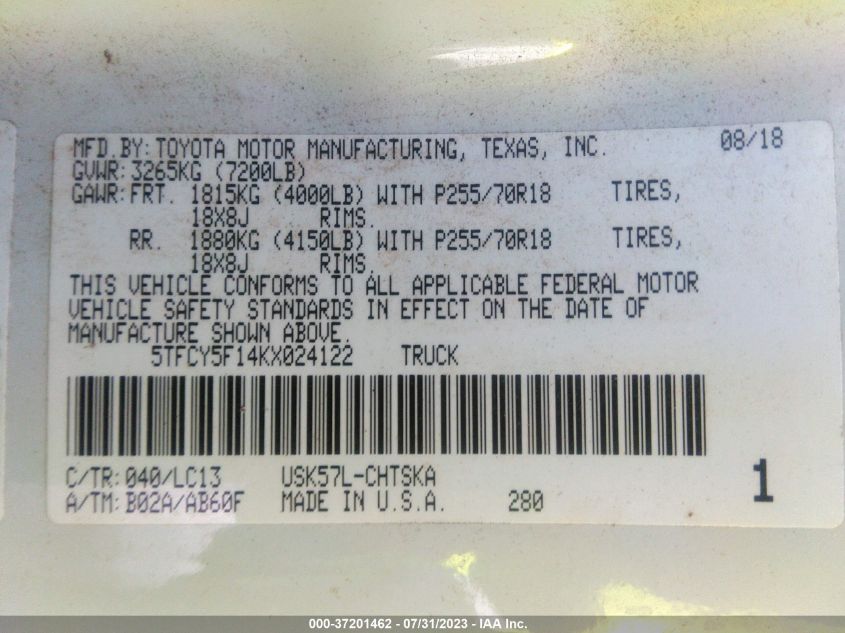 MFD.BY:TOYOTA MOTOR MANUFACTURING, TEXAS, INC. 08/18
GVWR:3265KG (7200LB)
GAWR:FRT. 1815KG (4000LB) WITH P255/70R18 TIRES,
18X8J RIMS.
RR. 1880KG (4150LB) WITH P255/70R18 TIRES,
18X8J RIMS.
THIS VEHICLE CONFORMS TO ALL APPLICABLE FEDERAL MOTOR
VEHICLE SAFETY STANDARDS IN EFFECT ON THE DATE OF
MANUFACTURE SHOWN ABOVE.
5TFCY5F14KX024122 TRUCK
C/TR:040/LC13 USK57L-CHTSKA 1
A/TM:B02A/AB60F MADE IN U.S.A. 280
000-37201462 - 07/31/2023 - IAA Inc.